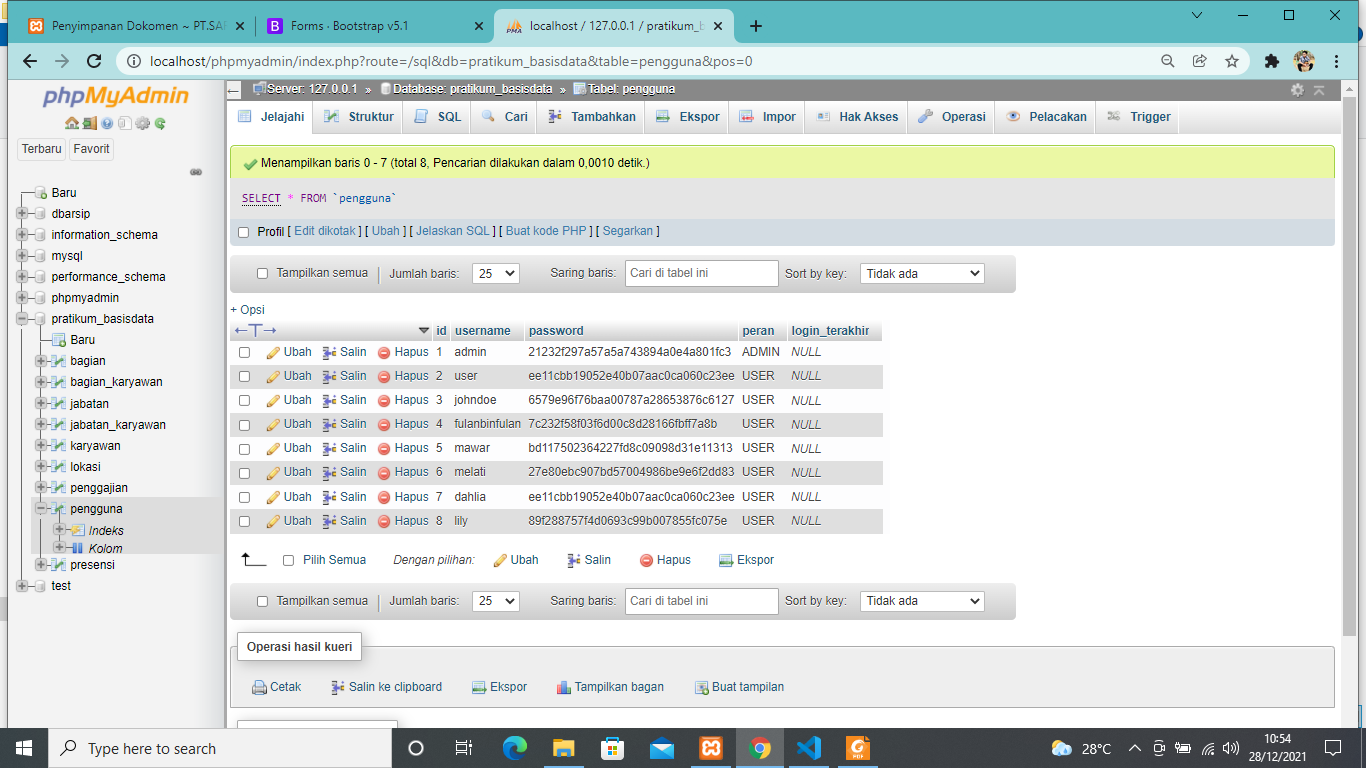 Penyimpanan Dokomen ~ PT.SAF
Forms · Bootstrap v5.1
localhost / 127.0.0.1 / pratikum_b
localhost/phpmyadmin/index.php?route=/sql&db=pratikum_basisdata&table=pengguna&pos=0
phpMyAdmin
Terbaru Favorit
Baru
dbarsip
information_schema
mysql
performance_schema
phpmyadmin
pratikum_basisdata
Baru
bagian
bagian_karyawan
jabatan
jabatan_karyawan
karyawan
lokasi
penggajian
pengguna
Indeks
Kolom
presensi
test
Server: 127.0.0.1 » Database: pratikum_basisdata » Tabel: pengguna
Jelajahi Struktur SQL Cari Tambahkan Ekspor Impor Hak Akses Operasi Pelacakan Trigger
Menampilkan baris 0 - 7 (total 8, Pencarian dilakukan dalam 0,0010 detik.)
SELECT * FROM `pengguna`
Profil [ Edit dikotak ] [ Ubah ] [ Jelaskan SQL ] [ Buat kode PHP ] [ Segarkan ]
Tampilkan semua Jumlah baris: 25 Saring baris: Cari di tabel ini Sort by key: Tidak ada
+ Opsi
id username password peran login_terakhir
Ubah Salin Hapus 1 admin 21232f297a57a5a743894a0e4a801fc3 ADMIN NULL
Ubah Salin Hapus 2 user ee11cbb19052e40b07aac0ca060c23ee USER NULL
Ubah Salin Hapus 3 johndoe 6579e96f76baa00787a28653876c6127 USER NULL
Ubah Salin Hapus 4 fulanbinfulan 7c232f58f03f6d00c8d28166fbff7a8b USER NULL
Ubah Salin Hapus 5 mawar bd117502364227fd8c09098d31e11313 USER NULL
Ubah Salin Hapus 6 melati 27e80ebc907bd57004986be9e6f2dd83 USER NULL
Ubah Salin Hapus 7 dahlia ee11cbb19052e40b07aac0ca060c23ee USER NULL
Ubah Salin Hapus 8 lily 89f288757f4d0693c99b007855fc075e USER NULL
Pilih Semua Dengan pilihan: Ubah Salin Hapus Ekspor
Tampilkan semua Jumlah baris: 25 Saring baris: Cari di tabel ini Sort by key: Tidak ada
Operasi hasil kueri
Cetak Salin ke clipboard Ekspor Tampilkan bagan Buat tampilan
Type here to search
28°C
10:54
28/12/2021